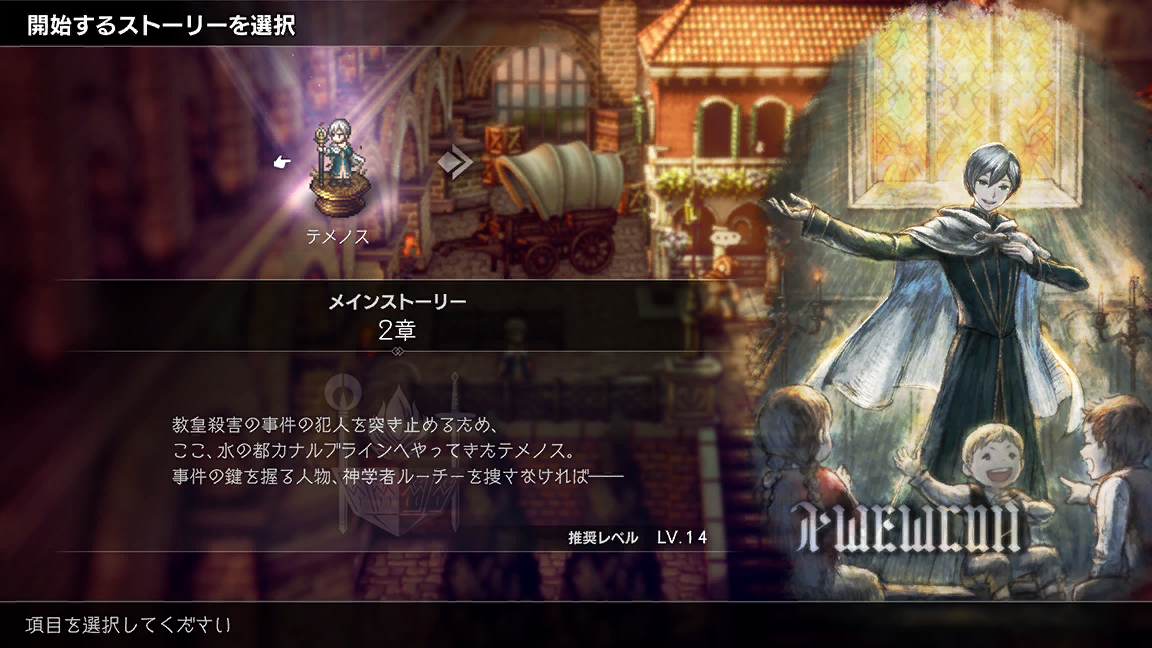 開始するストーリーを選択
テメノス
メインストーリー
2章
教皇殺害の事件の犯人を突き止めるため、
ここ、水の都カナルブラインへやってきたテメノス。
事件の鍵を握る人物、神学者ルーチーを捜さなければ──
推奨レベル LV.14
項目を選択してください